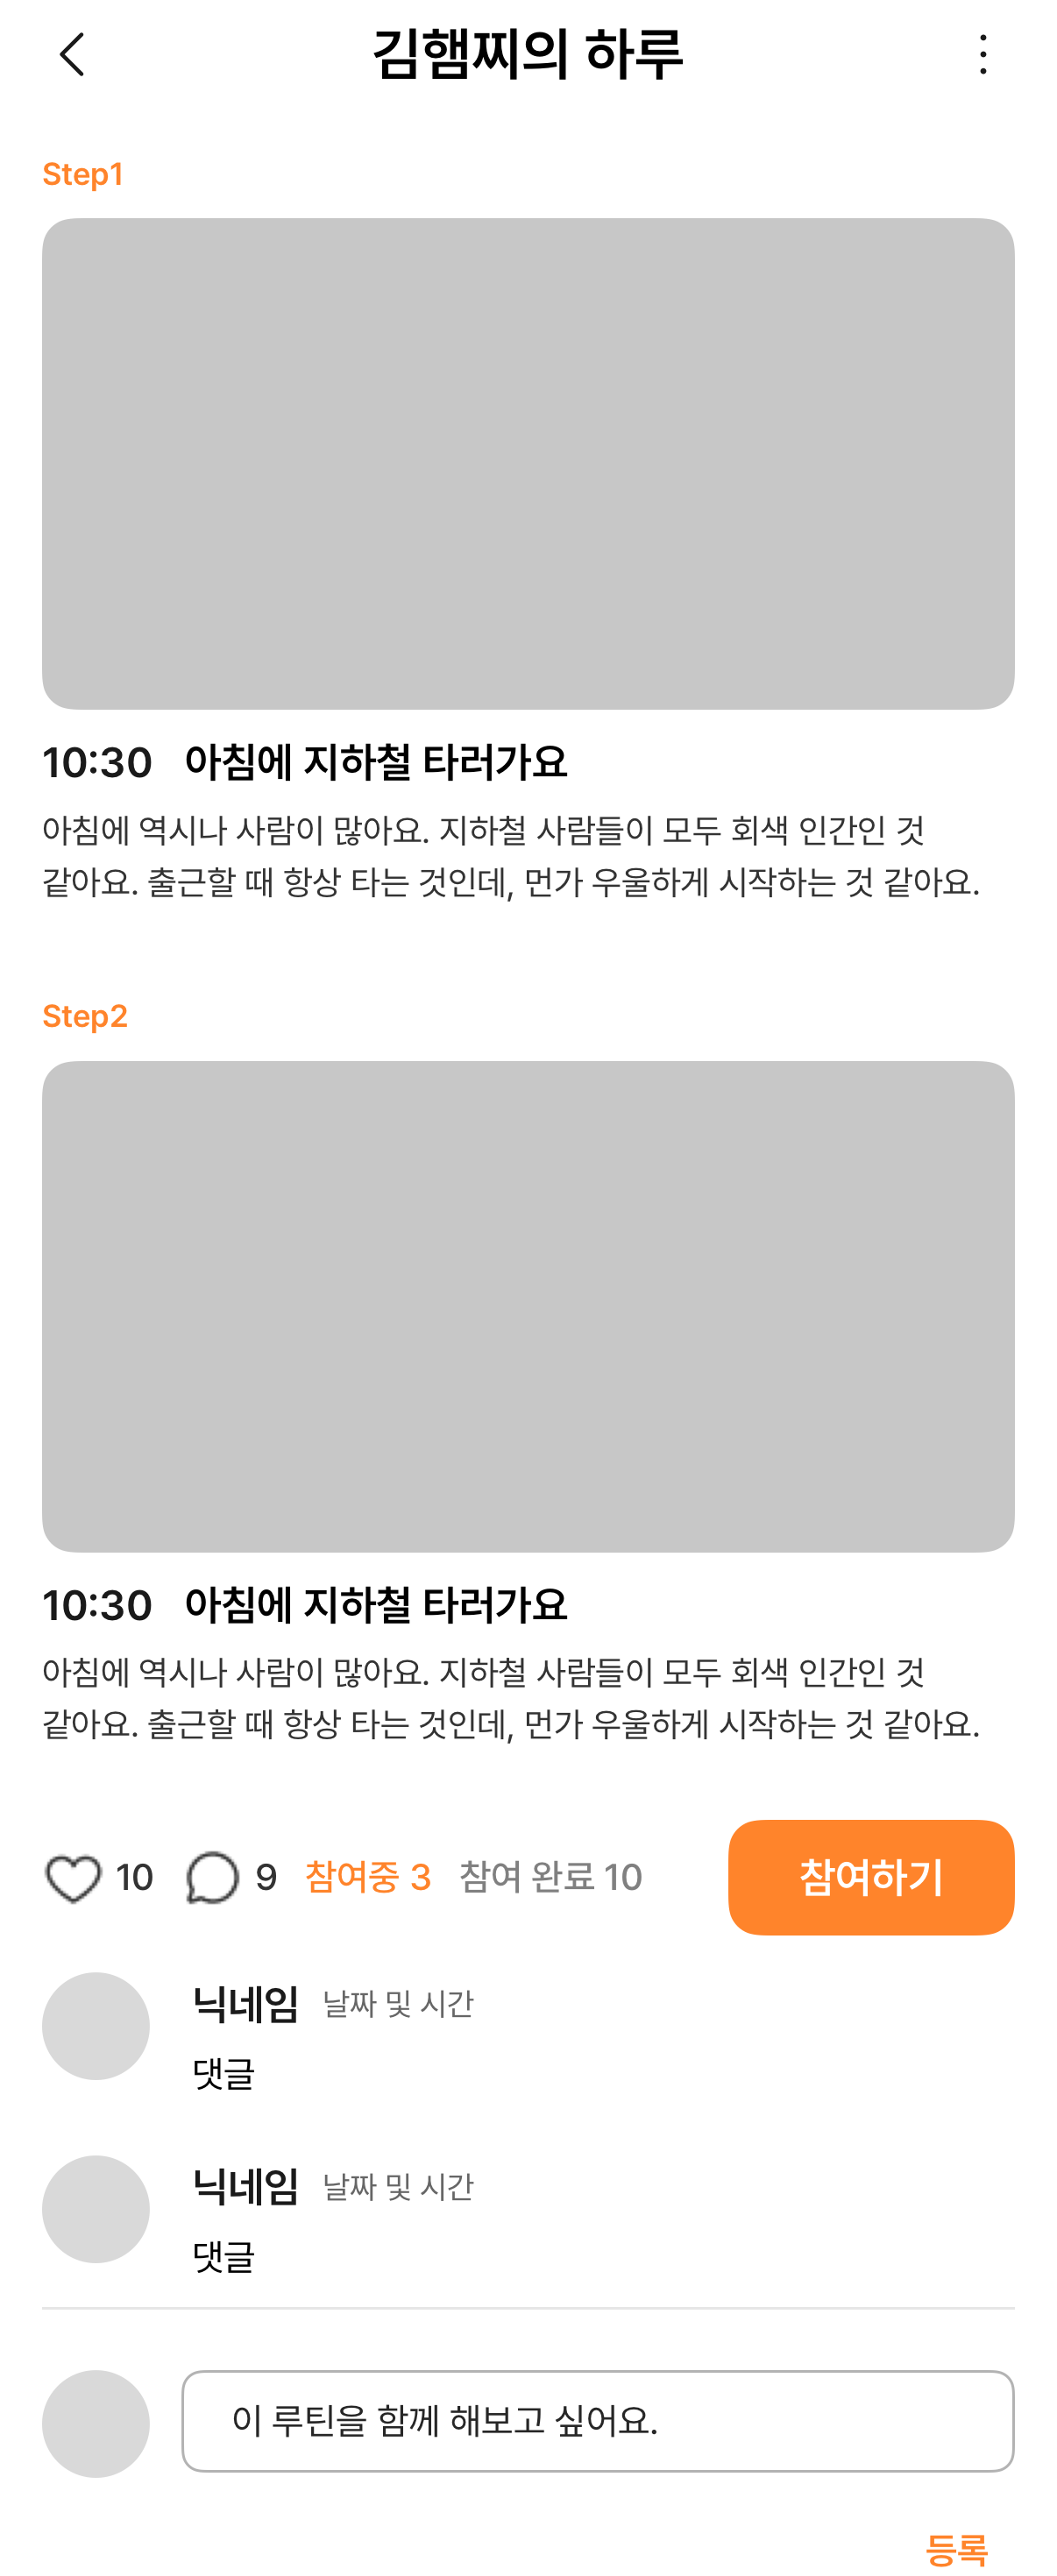 김햄찌의 하루
Step1
10:30 아침에 지하철 타러가요
아침에 역시나 사람이 많아요. 지하철 사람들이 모두 회색 인간인 것
같아요. 출근할 때 항상 타는 것인데, 먼가 우울하게 시작하는 것 같아요.
Step2
10:30 아침에 지하철 타러가요
아침에 역시나 사람이 많아요. 지하철 사람들이 모두 회색 인간인 것
같아요. 출근할 때 항상 타는 것인데, 먼가 우울하게 시작하는 것 같아요.
10 9 참여중 3 참여 완료 10 참여하기
닉네임 날짜 및 시간
댓글
닉네임 날짜 및 시간
댓글
이 루틴을 함께 해보고 싶어요.
등록